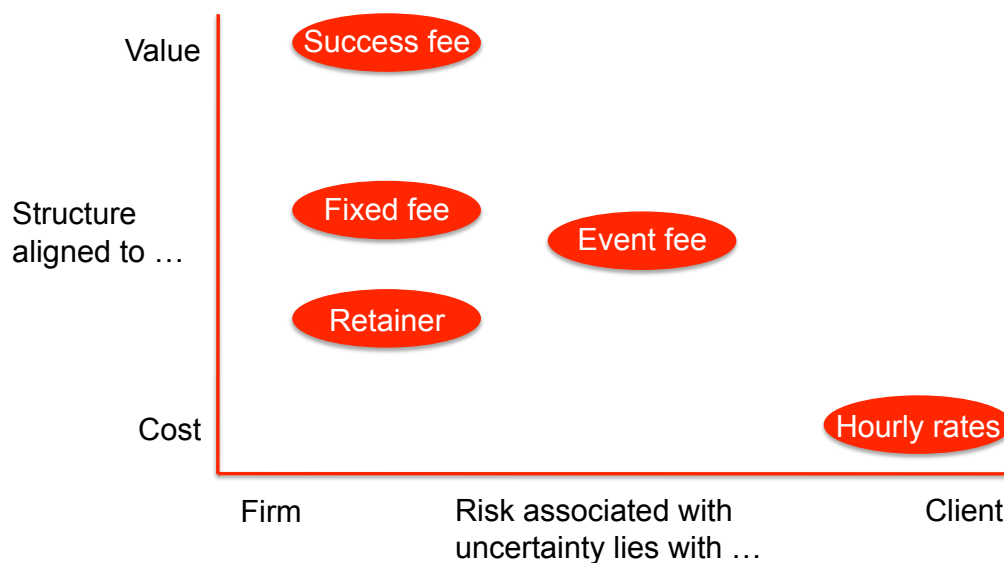 Value
Success fee
Structure
aligned to …
Fixed fee
Event fee
Retainer
Cost
Hourly rates
Firm
Risk associated with
uncertainty lies with …
Client